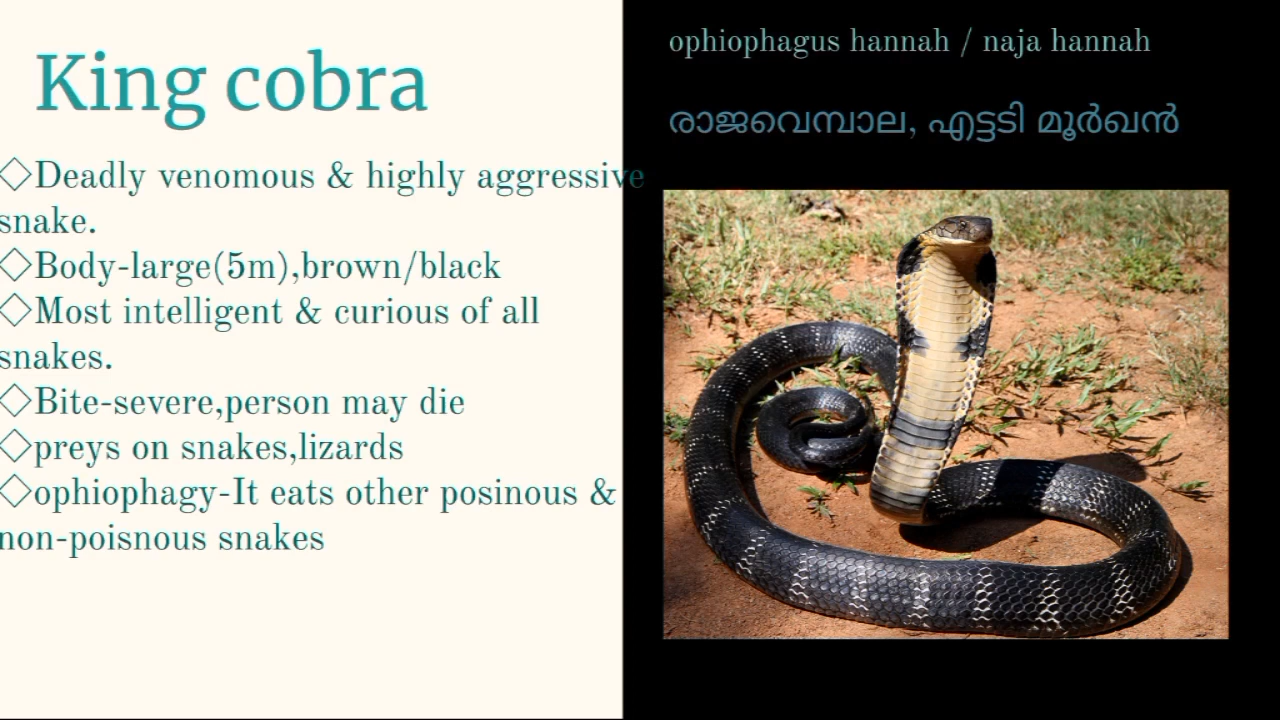 King cobra
◇Deadly venomous & highly aggressive
snake.
◇Body-large(5m),brown/black
◇Most intelligent & curious of all
snakes.
◇Bite-severe,person may die
◇preys on snakes,lizards
◇ophiophagy-It eats other posinous &
non-poisnous snakes
ophiophagus hannah / naja hannah
രാജവെമ്പാല, എട്ടടി മൂർഖൻ